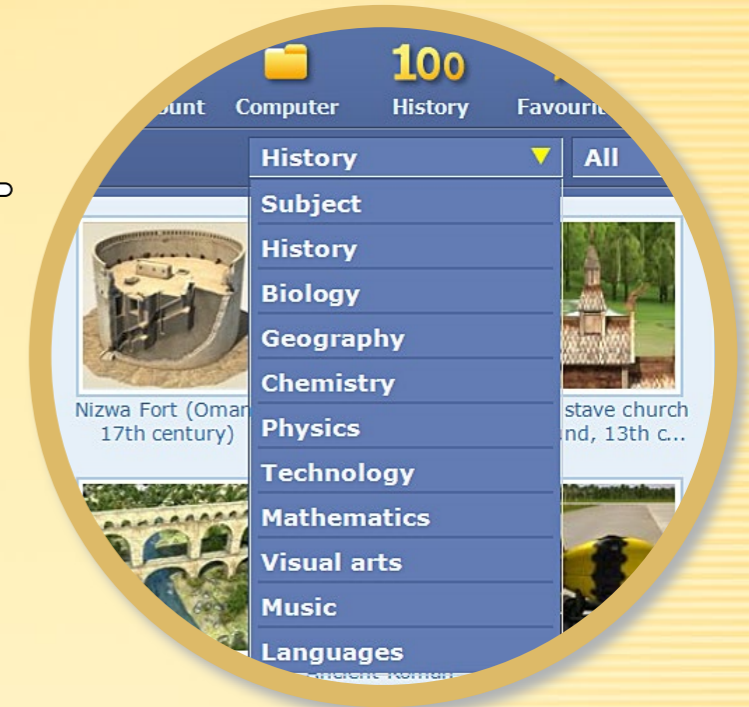 100
Computer
History
History
All
Subject
History
Biology
Geography
Chemistry
Physics
Technology
Mathematics
Visual arts
Music
Languages
Nizwa Fort (Oman
17th century)
stave church
13th c...